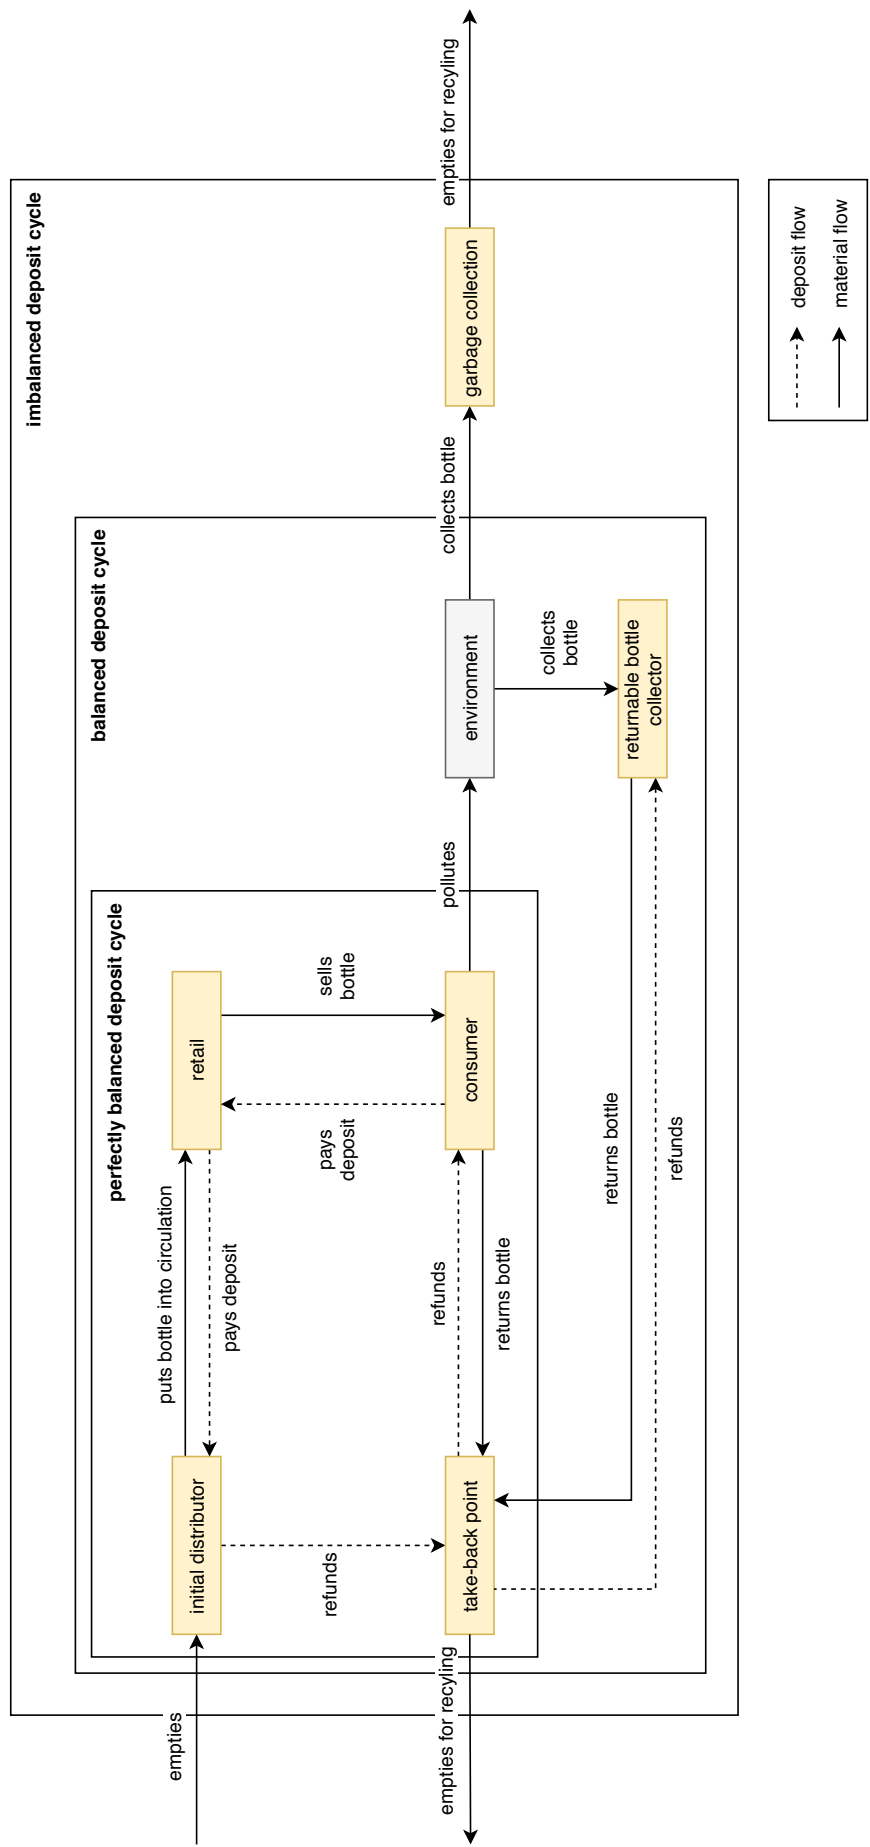 imbalanced deposit cycle
balanced deposit cycle
perfectly balanced deposit cycle
empties
initial distributor
puts bottle into circulation
pays deposit
retail
sells
bottle
pays
deposit
refunds
empties for recyling
take-back point
refunds
returns bottle
consumer
pollutes
environment
collects bottle
garbage collection
empties for recyling
collects
bottle
returnable bottle
collector
returns bottle
refunds
deposit flow
material flow